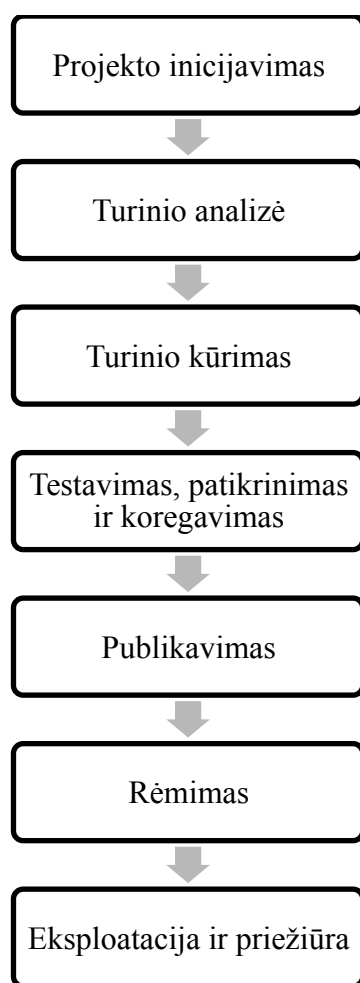 Projekto inicijavimas
Turinio analizė
Turinio kūrimas
Testavimas, patikrinimas
ir koregavimas
Publikavimas
Rėmimas
Eksploatacija ir priežiūra